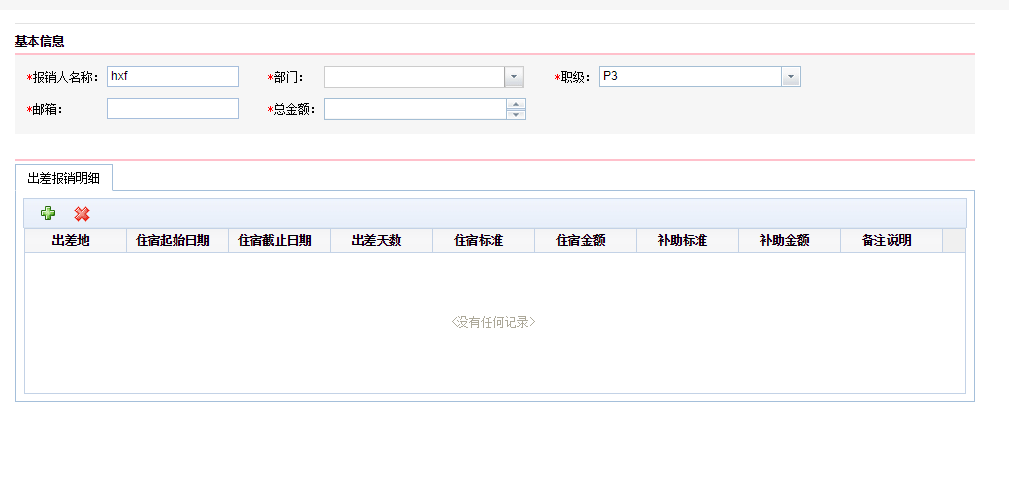 基本信息
*报销人名称： hxf *部门： *职级： P3
*邮箱： *总金额：
出差报销明细
出差地 住宿起始日期 住宿截止日期 出差天数 住宿标准 住宿金额 补助标准 补助金额 备注说明
<没有任何记录>